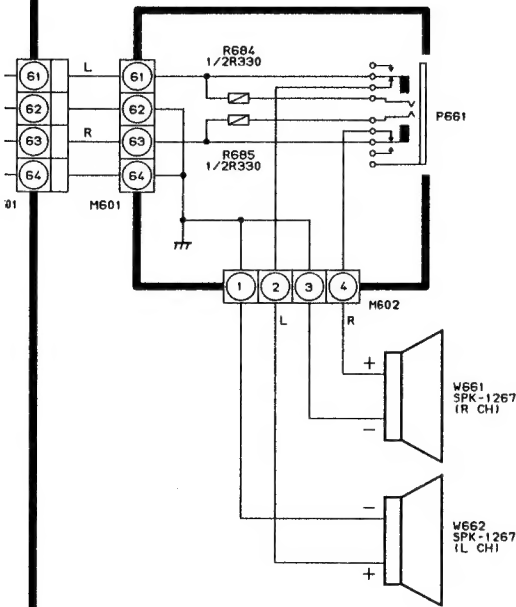 R684
1/2R330
61
L
61
62
62
P661
63
R
63
R685
1/2R330
64
64
01
M601
1
2
3
4
M602
L
R
+
W661
SPK-1267
(R CH)
−
−
W662
SPK-1267
(L CH)
+